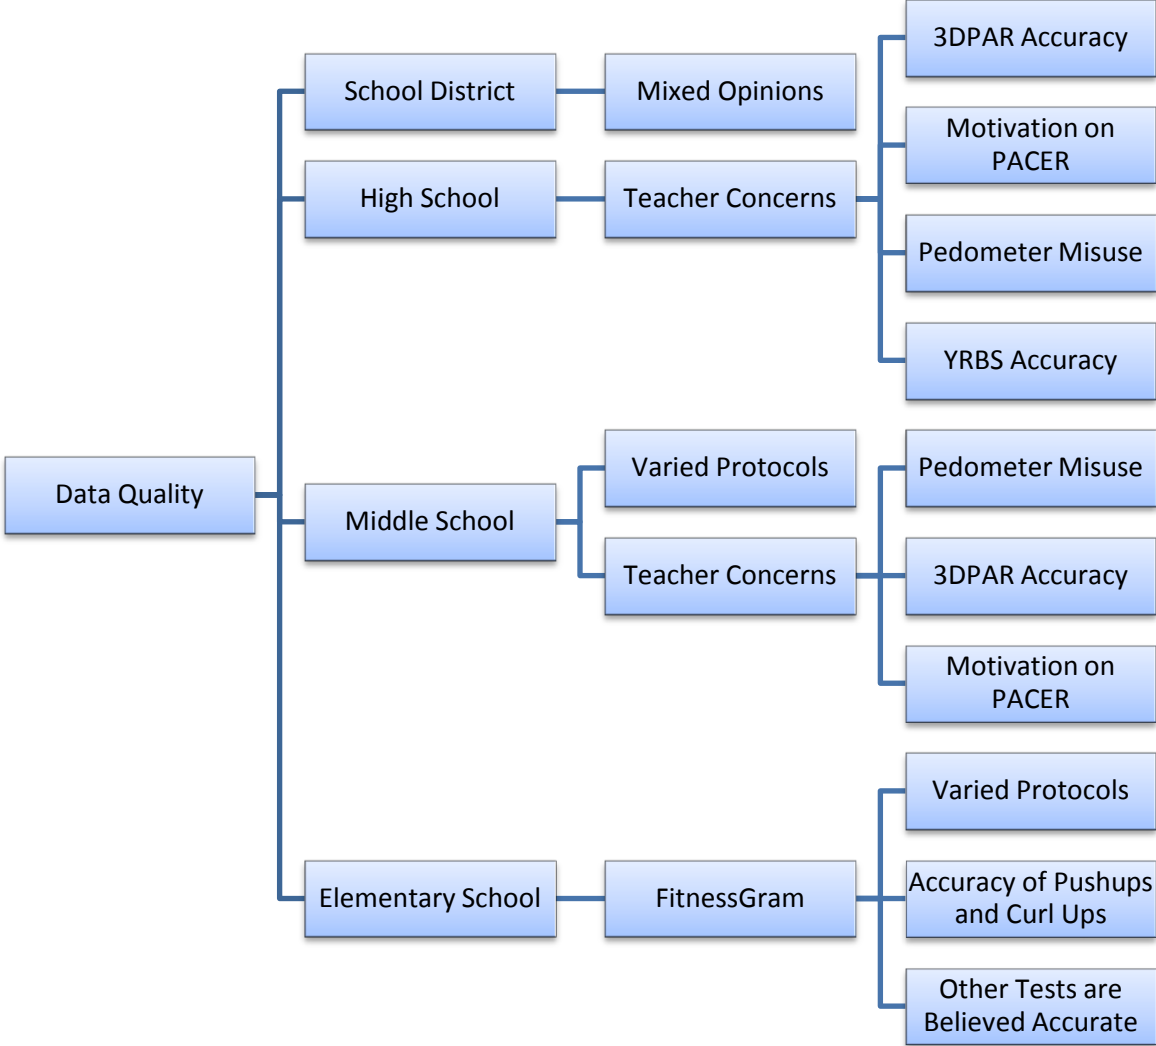 Data Quality
School District
Mixed Opinions
High School
Teacher Concerns
3DPAR Accuracy
Motivation on
PACER
Pedometer Misuse
YRBS Accuracy
Middle School
Varied Protocols
Teacher Concerns
Pedometer Misuse
3DPAR Accuracy
Motivation on
PACER
Elementary School
FitnessGram
Varied Protocols
Accuracy of Pushups
and Curl Ups
Other Tests are
Believed Accurate